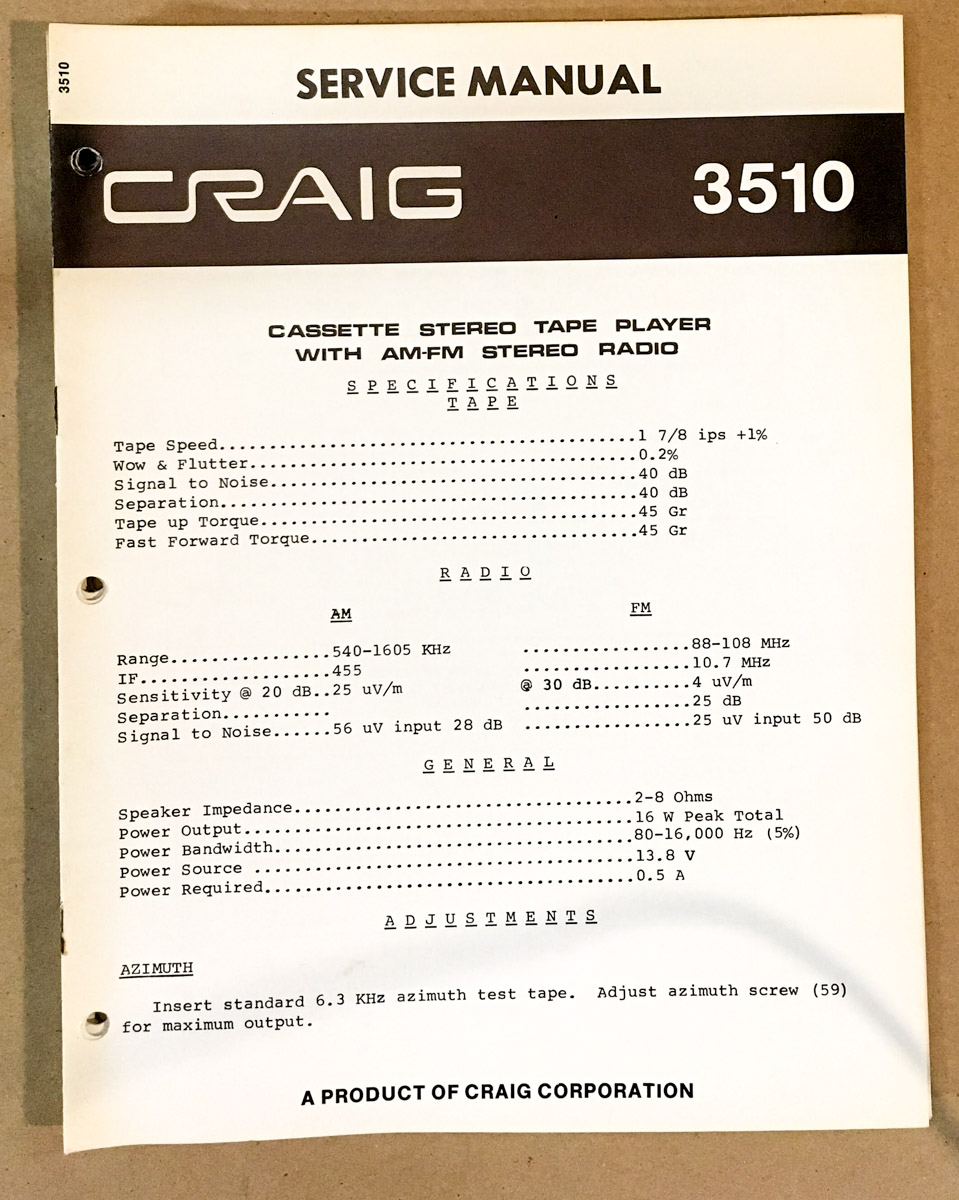 3510
SERVICE MANUAL
CRAIG 3510
CASSETTE STEREO TAPE PLAYER
WITH AM-FM STEREO RADIO
SPECIFICATIONS
TAPE
Tape Speed.........................................1 7/8 ips +1%
Wow & Flutter......................................0.2%
Signal to Noise....................................40 dB
Separation.........................................40 dB
Tape up Torque.....................................45 Gr
Fast Forward Torque................................45 Gr
RADIO
AM FM
Range................540-1605 KHz .................88-108 MHz
IF...................455 .................10.7 MHz
Sensitivity @ 20 dB..25 uV/m @ 30 dB..........4 uV/m
Separation........... .................25 dB
Signal to Noise......56 uV input 28 dB .................25 uV input 50 dB
GENERAL
Speaker Impedance..................................2-8 Ohms
Power Output.......................................16 W Peak Total
Power Bandwidth....................................80-16,000 Hz (5%)
Power Source ......................................13.8 V
Power Required.....................................0.5 A
ADJUSTMENTS
AZIMUTH
Insert standard 6.3 KHz azimuth test tape. Adjust azimuth screw (59)
for maximum output.
A PRODUCT OF CRAIG CORPORATION